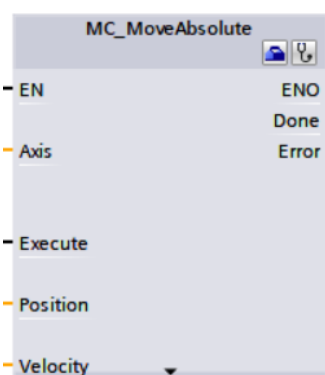 MC_MoveAbsolute
EN ENO
Done
Axis Error
Execute
Position
Velocity